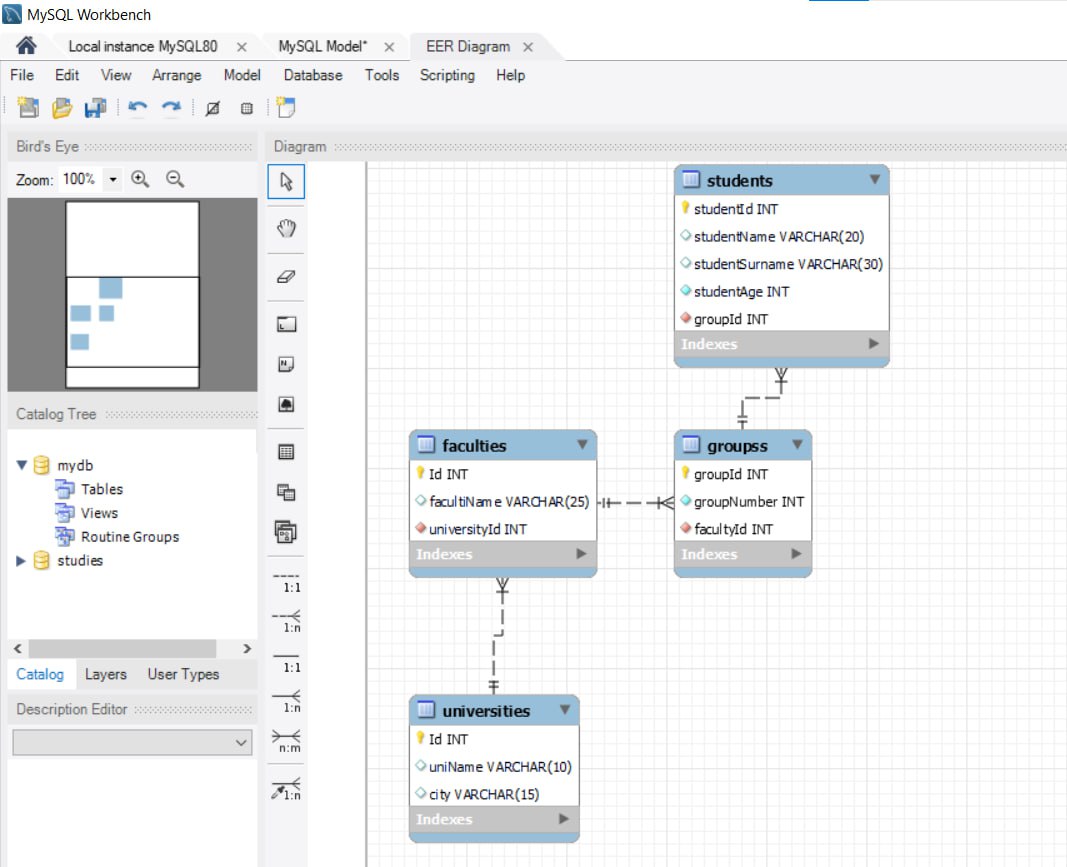 MySQL Workbench
Local instance MySQL80 MySQL Model* EER Diagram
File Edit View Arrange Model Database Tools Scripting Help
Bird's Eye
Diagram
Zoom: 100%
Catalog Tree
mydb
Tables
Views
Routine Groups
studies
Catalog Layers User Types
Description Editor
1:1
1:n
1:1
1:n
n:m
1:n
students
studentId INT
studentName VARCHAR(20)
studentSurname VARCHAR(30)
studentAge INT
groupId INT
Indexes
faculties
Id INT
facultiName VARCHAR(25)
universityId INT
Indexes
groupss
groupId INT
groupNumber INT
facultyId INT
Indexes
universities
Id INT
uniName VARCHAR(10)
city VARCHAR(15)
Indexes